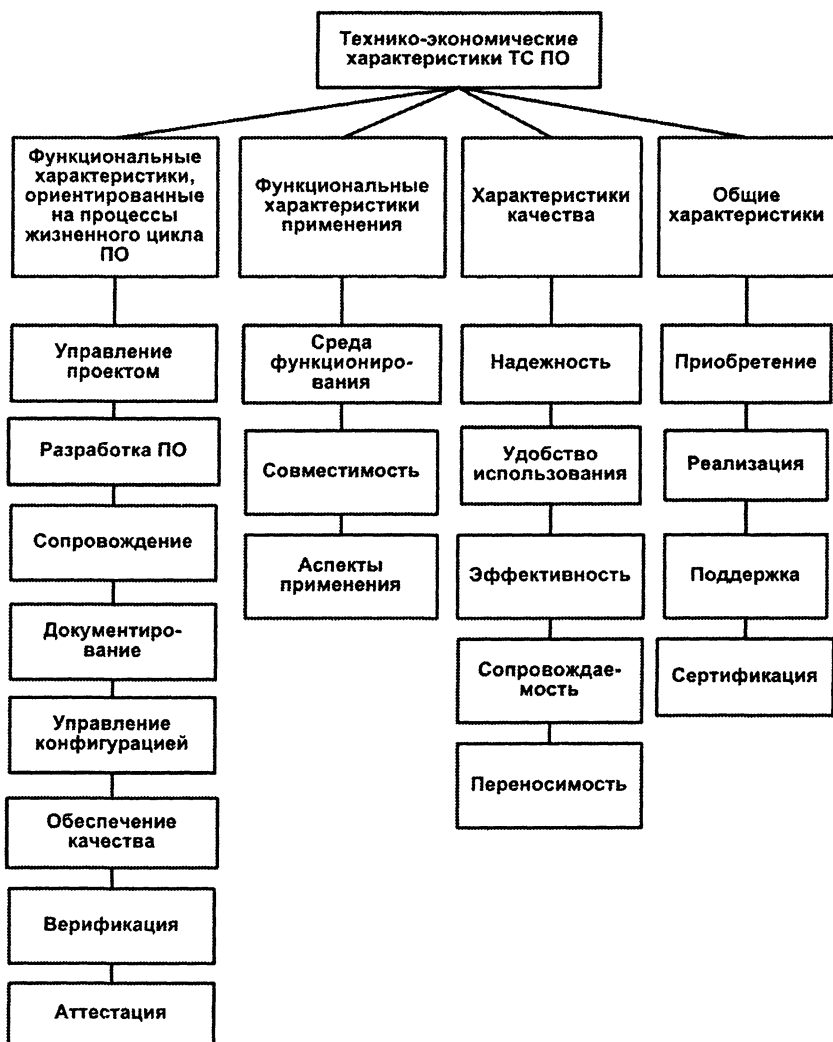 Технико-экономические
характеристики ТС ПО
Функциональные
характеристики,
ориентированные
на процессы
жизненного цикла
ПО
Функциональные
характеристики
применения
Характеристики
качества
Общие
характеристики
Управление
проектом
Разработка ПО
Сопровождение
Документиро-
вание
Управление
конфигурацией
Обеспечение
качества
Верификация
Аттестация
Среда
функциониро-
вания
Совместимость
Аспекты
применения
Надежность
Удобство
использования
Эффективность
Сопровождае-
мость
Переносимость
Приобретение
Реализация
Поддержка
Сертификация